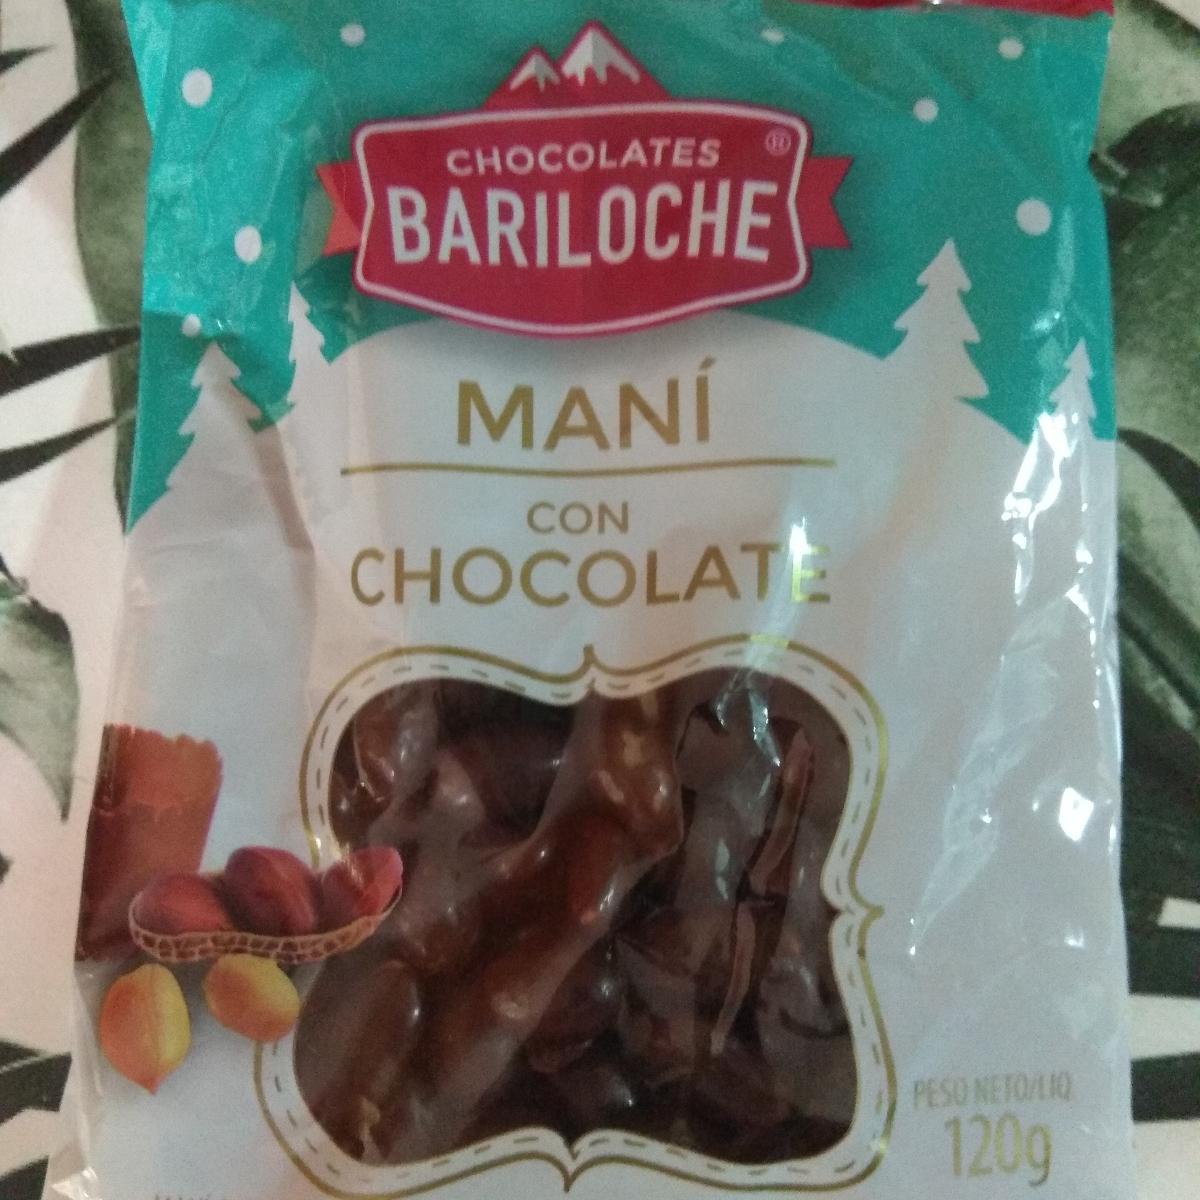 CHOCOLATES ®
BARILOCHE
MANÍ
CON
CHOCOLATE
PESO NETO/LIQ.
120g